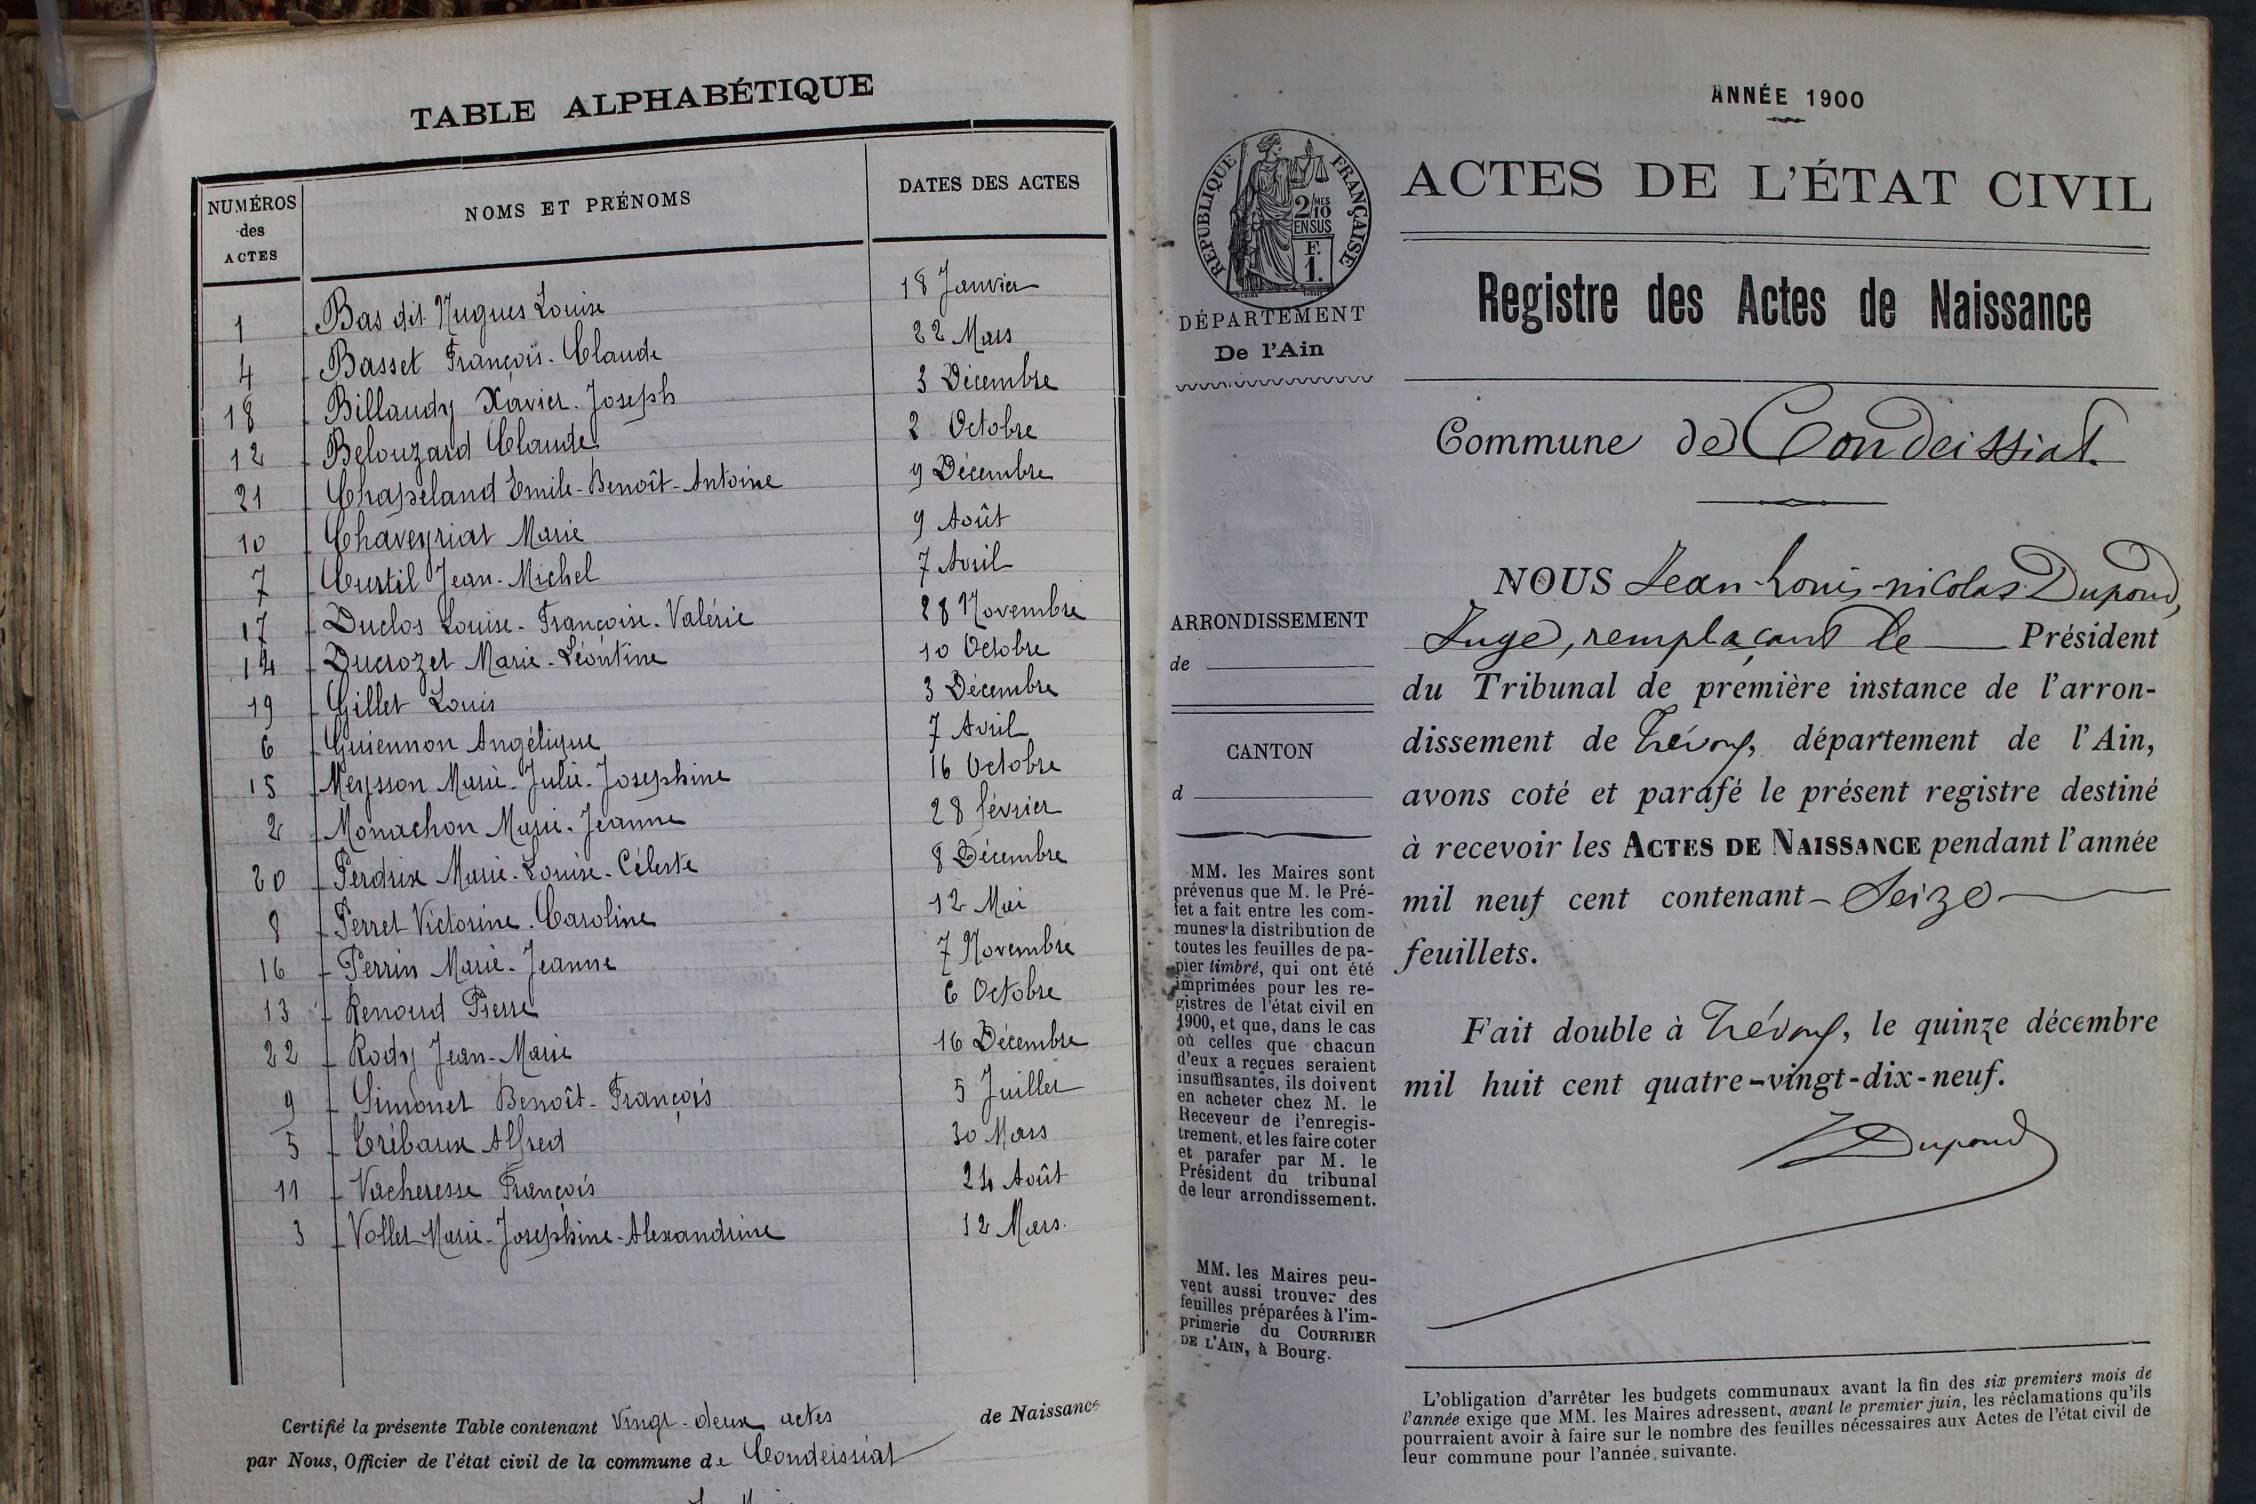 TABLE ALPHABÉTIQUE
NUMÉROS des ACTES NOMS ET PRÉNOMS DATES DES ACTES
1 Bas dit Hugues Louise 18 Janvier
4 Basset François-Claude 22 Mars
18 Billaudy Xavier-Joseph 3 Décembre
12 Belouzard Claude 2 Octobre
21 Chapeland Emile-Benoît-Antoine 9 Décembre
10 Chaveyriat Marie 9 Août
7 Curtil Jean-Michel 7 Avril
17 Duclos Louise-Françoise-Valérie 28 Novembre
14 Ducrozet Marie-Léontine 10 Octobre
19 Gillet Louis 3 Décembre
6 Guiennon Angélique 7 Avril
15 Meysson Marie-Julie-Josephine 16 Octobre
2 Monachon Marie-Jeanne 28 février
20 Perdrix Marie-Louise-Céleste 8 Décembre
8 Perret Victorine-Caroline 12 Mai
16 Perrin Marie-Jeanne 7 Novembre
13 Renoud Pierre 6 Octobre
22 Rody Jean-Marie 16 Décembre
9 Simonet Benoît-François 5 Juillet
5 Trébaux Alfred 30 Mars
11 Vacheresse François 24 Août
3 Vollet Marie-Josephine-Alexandrine 12 Mars.
Certifié la présente Table contenant Vingt-deux actes de Naissance
par Nous, Officier de l'état civil de la commune de Condeissiat
ANNÉE 1900
RÉPUBLIQUE FRANÇAISE
2/10 MES
EN SUS
F.
1.
DÉPARTEMENT
De l'Ain
ARRONDISSEMENT
de
CANTON
d
MM. les Maires sont
prévenus que M. le Pré-
fet a fait entre les com-
munes la distribution de
toutes les feuilles de pa-
pier timbré, qui ont été
imprimées pour les re-
gistres de l'état civil en
1900, et que, dans le cas
où celles que chacun
d'eux a reçues seraient
insuffisantes, ils doivent
en acheter chez M. le
Receveur de l'enregis-
trement, et les faire coter
et parafer par M. le
Président du tribunal
de leur arrondissement.
MM. les Maires peu-
vent aussi trouver des
feuilles préparées à l'im-
primerie du COURRIER
DE L'AIN, à Bourg.
ACTES DE L'ÉTAT CIVIL
Registre des Actes de Naissance
Commune de Condeissiat
NOUS Jean-Louis-nicolas Dupond,
Juge, remplaçant le Président
du Tribunal de première instance de l'arron-
dissement de Trévoux, département de l'Ain,
avons coté et parafé le présent registre destiné
à recevoir les ACTES DE NAISSANCE pendant l'année
mil neuf cent contenant Seize
feuillets.
Fait double à Trévoux, le quinze décembre
mil huit cent quatre-vingt-dix-neuf.
Dupond
L'obligation d'arrêter les budgets communaux avant la fin des six premiers mois de
l'année exige que MM. les Maires adressent, avant le premier juin, les réclamations qu'ils
pourraient avoir à faire sur le nombre des feuilles nécessaires aux Actes de l'état civil de
leur commune pour l'année suivante.